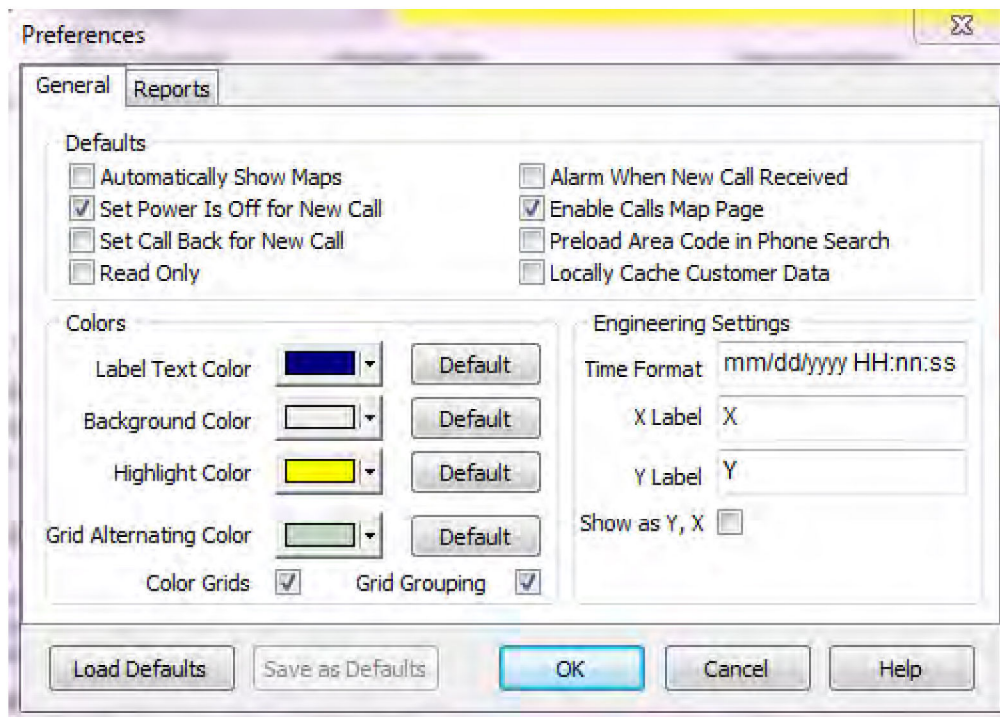 Preferences
General Reports
Defaults
Automatically Show Maps
Set Power Is Off for New Call
Set Call Back for New Call
Read Only
Alarm When New Call Received
Enable Calls Map Page
Preload Area Code in Phone Search
Locally Cache Customer Data
Colors
Label Text Color Default
Background Color Default
Highlight Color Default
Grid Alternating Color Default
Color Grids Grid Grouping
Engineering Settings
Time Format mm/dd/yyyy HH:nn:ss
X Label X
Y Label Y
Show as Y, X
Load Defaults Save as Defaults OK Cancel Help